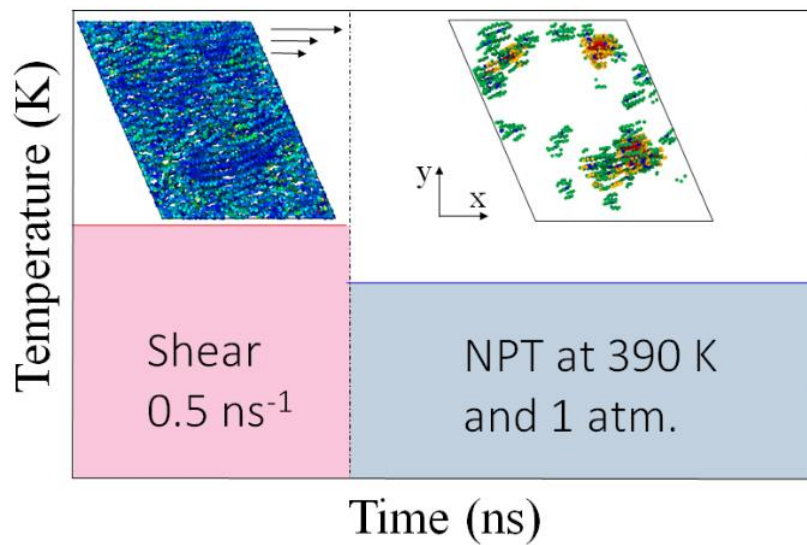 Temperature (K)
y
x
Shear
0.5 ns⁻¹
NPT at 390 K
and 1 atm.
Time (ns)